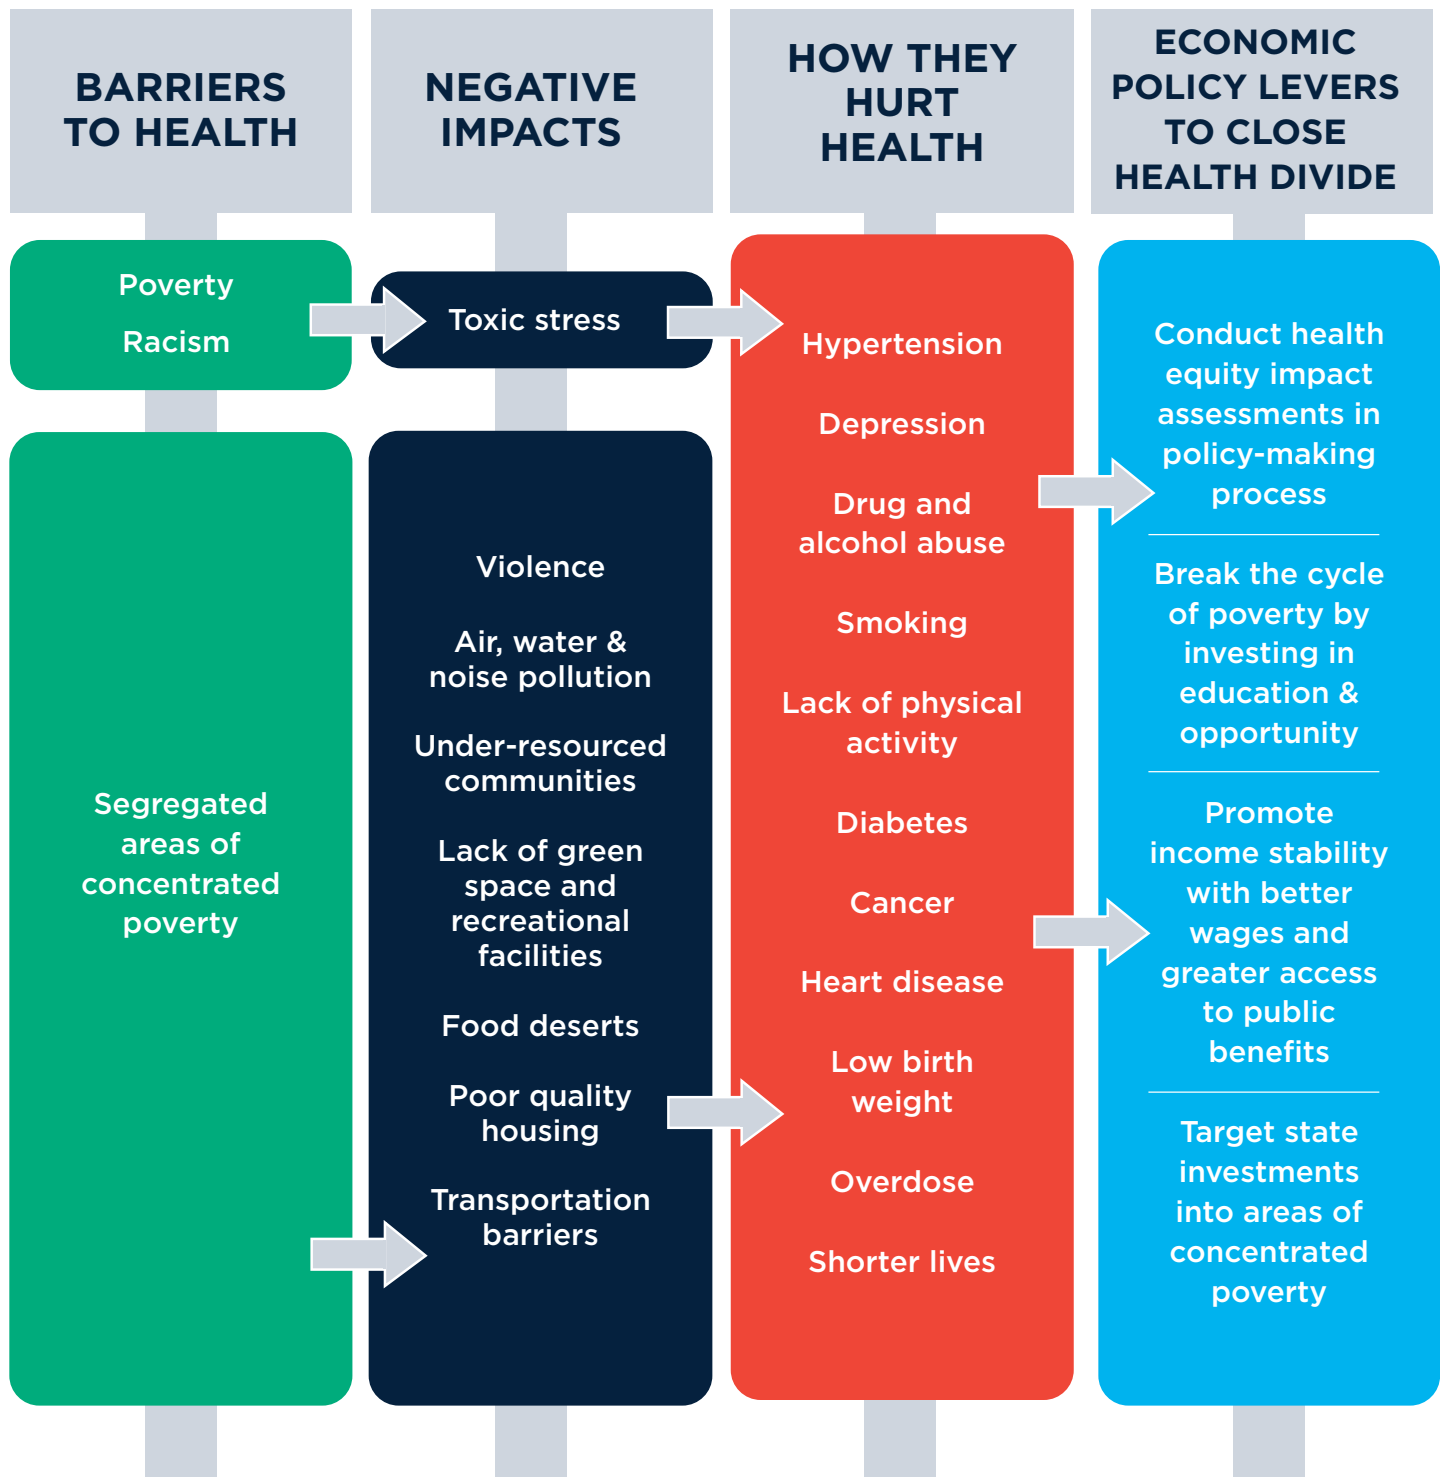 BARRIERS
TO HEALTH
NEGATIVE
IMPACTS
HOW THEY
HURT
HEALTH
ECONOMIC
POLICY LEVERS
TO CLOSE
HEALTH DIVIDE
Poverty
Racism
Segregated
areas of
concentrated
poverty
Toxic stress
Violence
Air, water &
noise pollution
Under-resourced
communities
Lack of green
space and
recreational
facilities
Food deserts
Poor quality
housing
Transportation
barriers
Hypertension
Depression
Drug and
alcohol abuse
Smoking
Lack of physical
activity
Diabetes
Cancer
Heart disease
Low birth
weight
Overdose
Shorter lives
Conduct health
equity impact
assessments in
policy-making
process
Break the cycle
of poverty by
investing in
education &
opportunity
Promote
income stability
with better
wages and
greater access
to public
benefits
Target state
investments
into areas of
concentrated
poverty